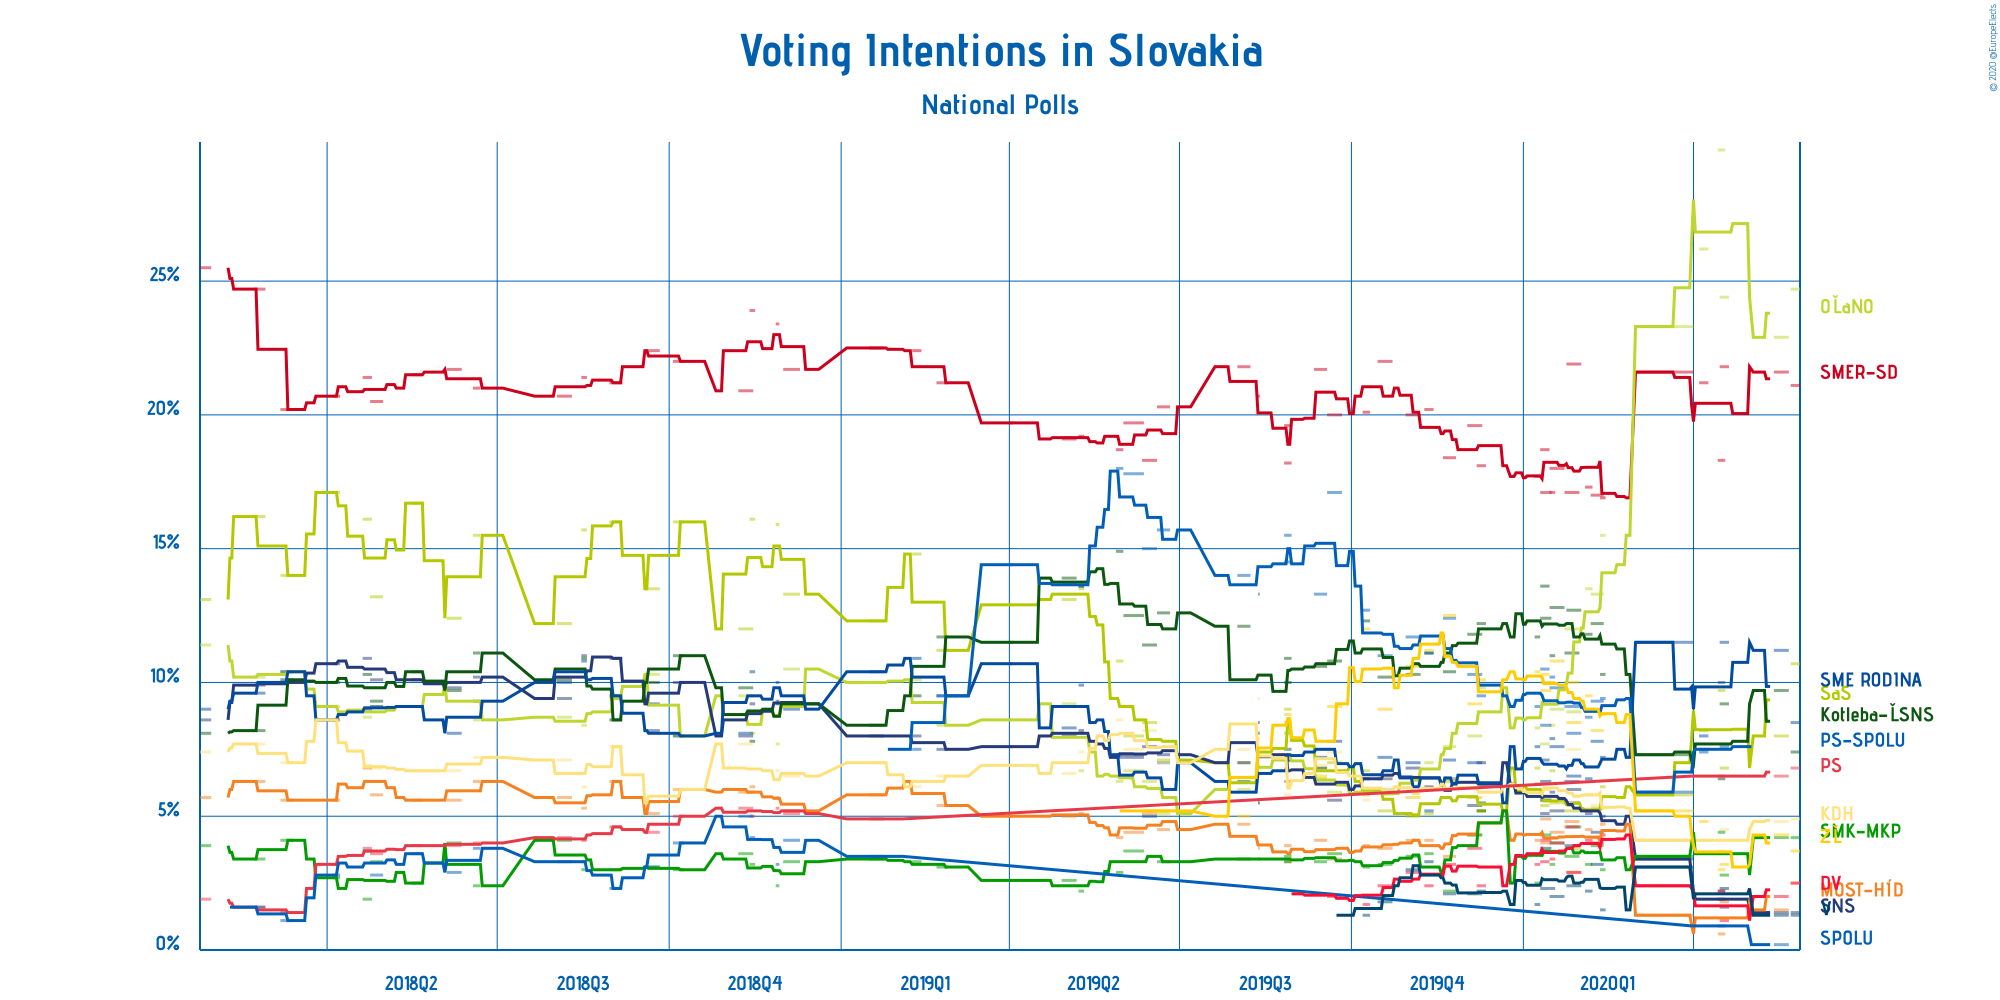 © 2020 @EuropeElects
Voting Intentions in Slovakia
National Polls
25%
20%
15%
10%
5%
0%
OĽaNO
SMER-SD
SME RODINA
SaS
Kotleba-ĽSNS
PS-SPOLU
PS
KDH
SMK-MKP
ZĽ
DV
MOST-HÍD
SNS
V
SPOLU
2018Q2
2018Q3
2018Q4
2019Q1
2019Q2
2019Q3
2019Q4
2020Q1